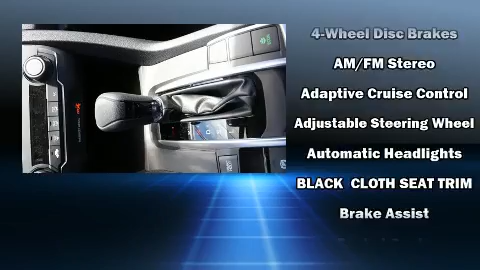 4-Wheel Disc Brakes
AM/FM Stereo
Adaptive Cruise Control
Adjustable Steering Wheel
Automatic Headlights
BLACK CLOTH SEAT TRIM
Brake Assist